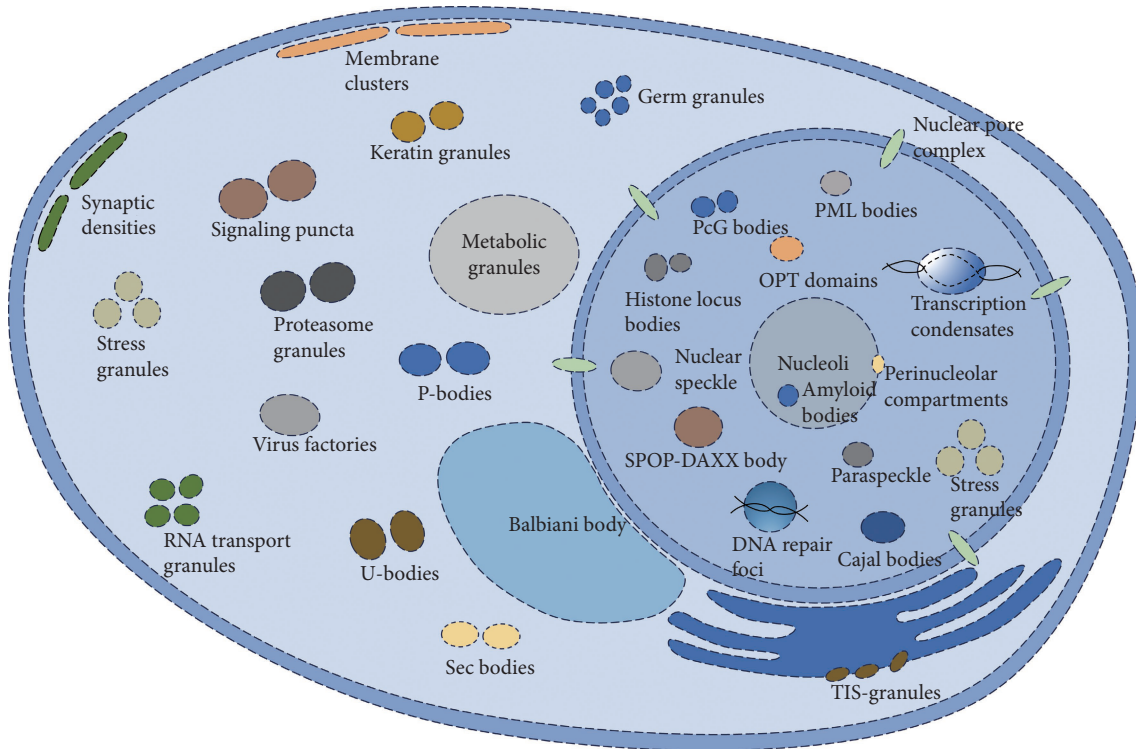 Membrane
clusters
Germ granules
Keratin granules
Nuclear pore
complex
Synaptic
densities
Signaling puncta
PcG bodies
PML bodies
Metabolic
granules
OPT domains
Histone locus
bodies
Transcription
condensates
Stress
granules
Proteasome
granules
P-bodies
Nuclear
speckle
Nucleoli
Amyloid
bodies
Perinucleolar
compartments
Virus factories
SPOP-DAXX body
Paraspeckle
Stress
granules
RNA transport
granules
U-bodies
Balbiani body
DNA repair
foci
Cajal bodies
Sec bodies
TIS-granules